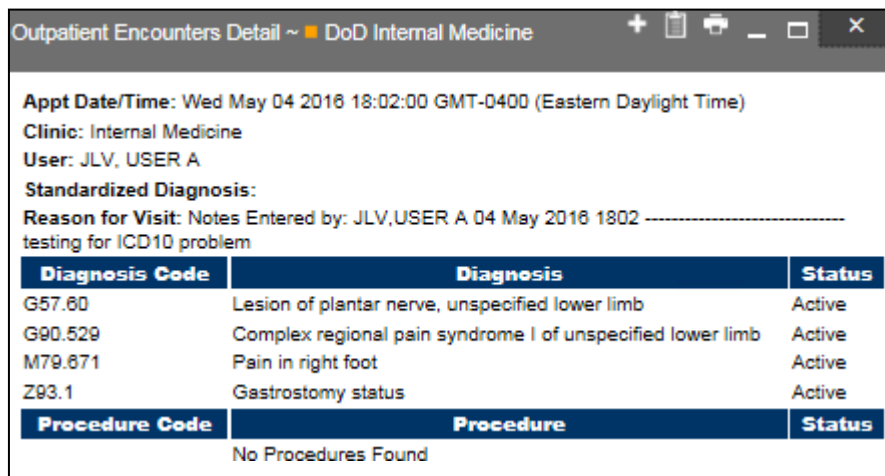 Outpatient Encounters Detail ~ DoD Internal Medicine
Appt Date/Time: Wed May 04 2016 18:02:00 GMT-0400 (Eastern Daylight Time)
Clinic: Internal Medicine
User: JLV, USER A
Standardized Diagnosis:
Reason for Visit: Notes Entered by: JLV,USER A 04 May 2016 1802 -------------------------------
testing for ICD10 problem
Diagnosis Code Diagnosis Status
G57.60 Lesion of plantar nerve, unspecified lower limb Active
G90.529 Complex regional pain syndrome I of unspecified lower limb Active
M79.671 Pain in right foot Active
Z93.1 Gastrostomy status Active
Procedure Code Procedure Status
No Procedures Found